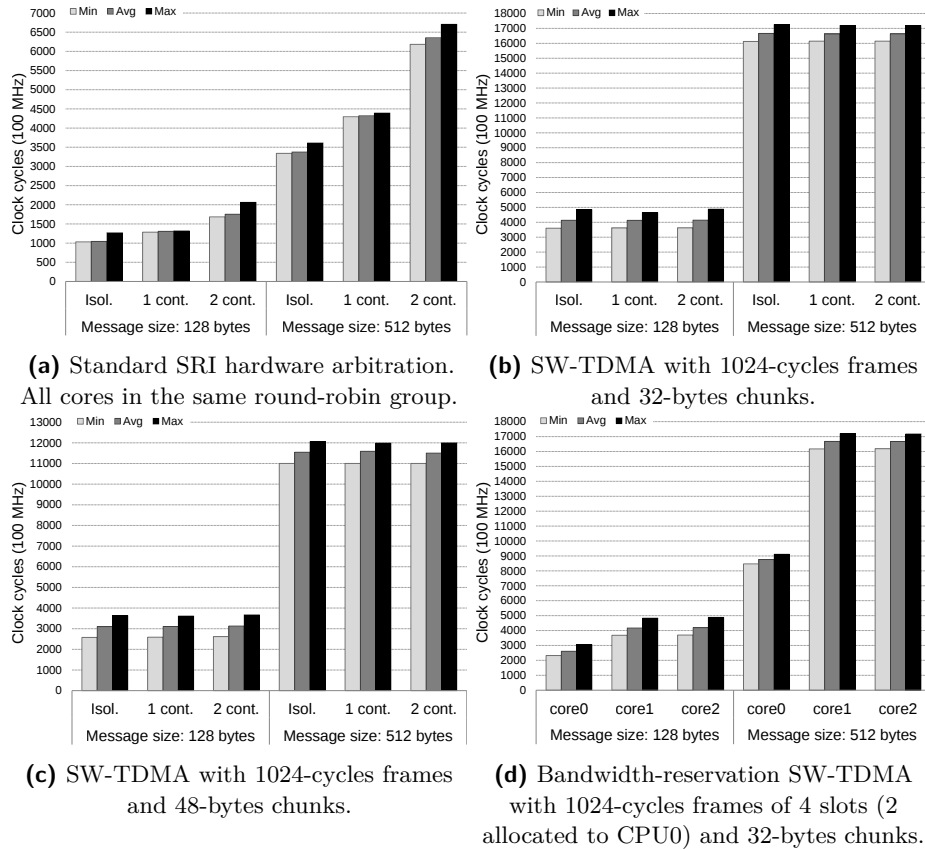 Min Avg Max
7000
6500
6000
5500
5000
4500
4000
3500
3000
2500
2000
1500
1000
500
0
Clock cycles (100 MHz)
Isol. 1 cont. 2 cont. Isol. 1 cont. 2 cont.
Message size: 128 bytes Message size: 512 bytes
(a) Standard SRI hardware arbitration.
All cores in the same round-robin group.
Min Avg Max
18000
17000
16000
15000
14000
13000
12000
11000
10000
9000
8000
7000
6000
5000
4000
3000
2000
1000
0
Clock cycles (100 MHz)
Isol. 1 cont. 2 cont. Isol. 1 cont. 2 cont.
Message size: 128 bytes Message size: 512 bytes
(b) SW-TDMA with 1024-cycles frames
and 32-bytes chunks.
Min Avg Max
13000
12000
11000
10000
9000
8000
7000
6000
5000
4000
3000
2000
1000
0
Clock cycles (100 MHz)
Isol. 1 cont. 2 cont. Isol. 1 cont. 2 cont.
Message size: 128 bytes Message size: 512 bytes
(c) SW-TDMA with 1024-cycles frames
and 48-bytes chunks.
Min Avg Max
18000
17000
16000
15000
14000
13000
12000
11000
10000
9000
8000
7000
6000
5000
4000
3000
2000
1000
0
Clock cycles (100 MHz)
core0 core1 core2 core0 core1 core2
Message size: 128 bytes Message size: 512 bytes
(d) Bandwidth-reservation SW-TDMA
with 1024-cycles frames of 4 slots (2
allocated to CPU0) and 32-bytes chunks.